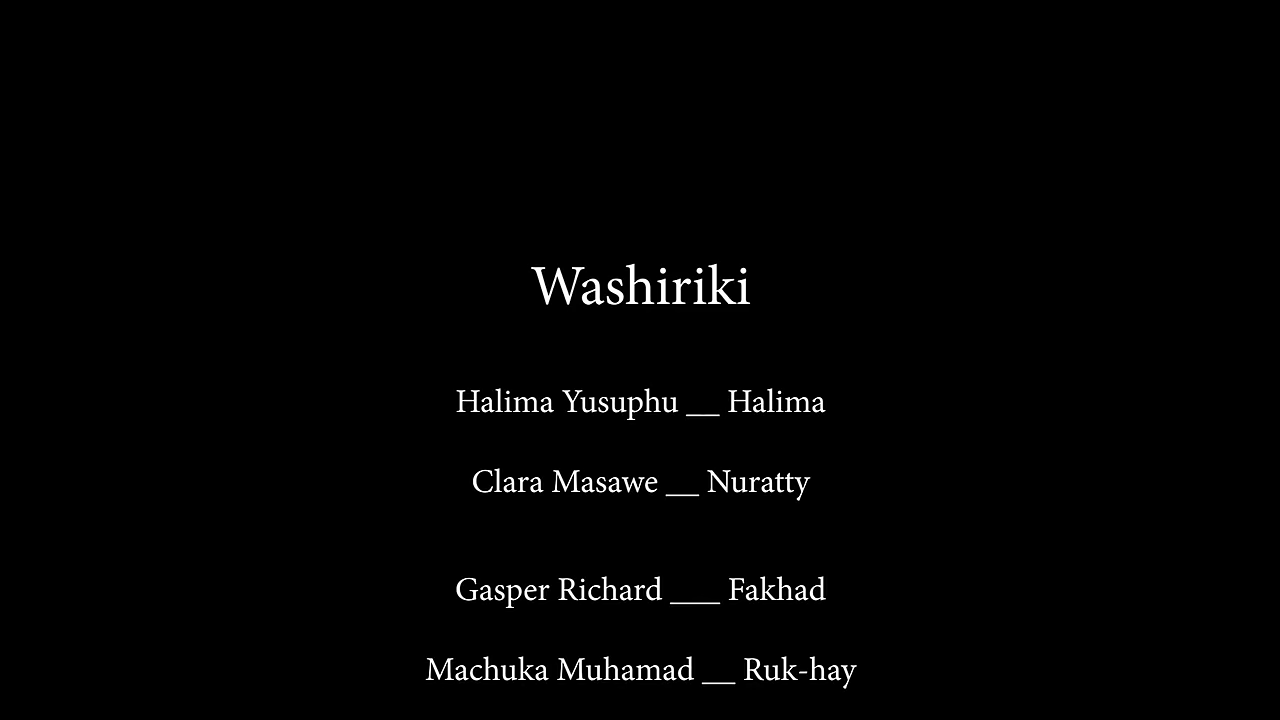 Washiriki
Halima Yusuphu __ Halima
Clara Masawe __ Nuratty
Gasper Richard ___ Fakhad
Machuka Muhamad __ Ruk-hay